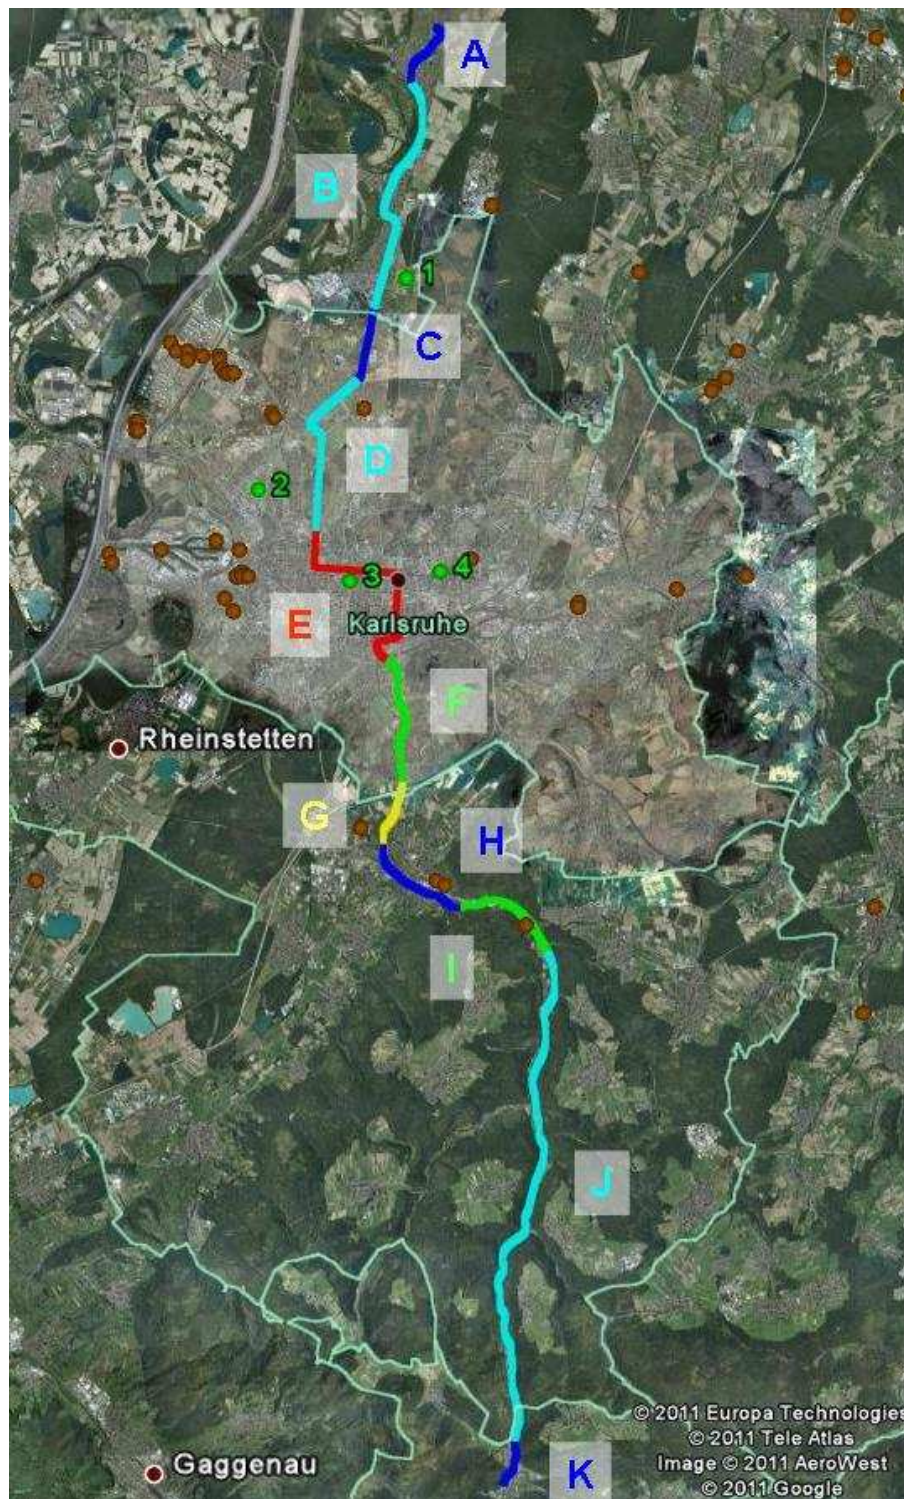 A
B
1
C
D
2
3
4
E
Karlsruhe
F
Rheinstetten
G
H
I
J
© 2011 Europa Technologies
© 2011 Tele Atlas
Gaggenau
Image © 2011 AeroWest
K
© 2011 Google